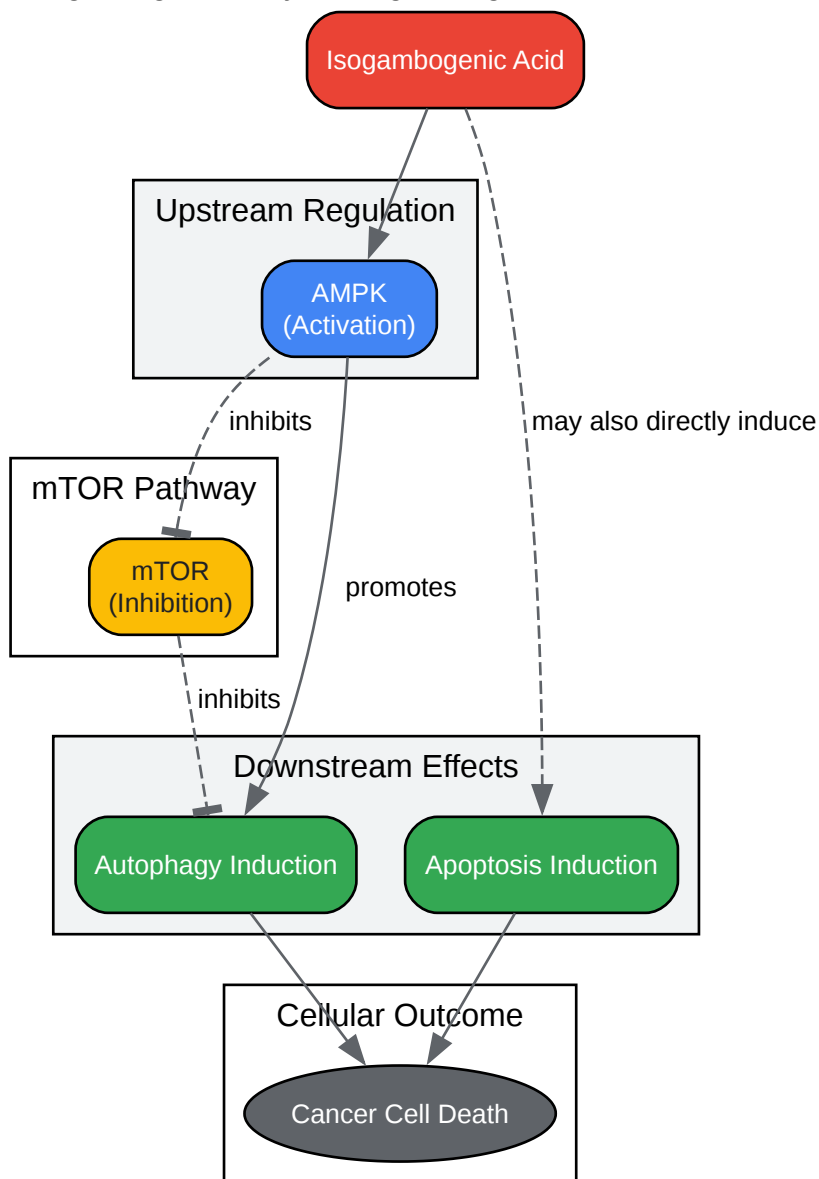 Isogambogenic Acid
Upstream Regulation
AMPK
(Activation)
inhibits
may also directly induce
mTOR Pathway
mTOR
(Inhibition)
promotes
inhibits
Downstream Effects
Autophagy Induction
Apoptosis Induction
Cellular Outcome
Cancer Cell Death